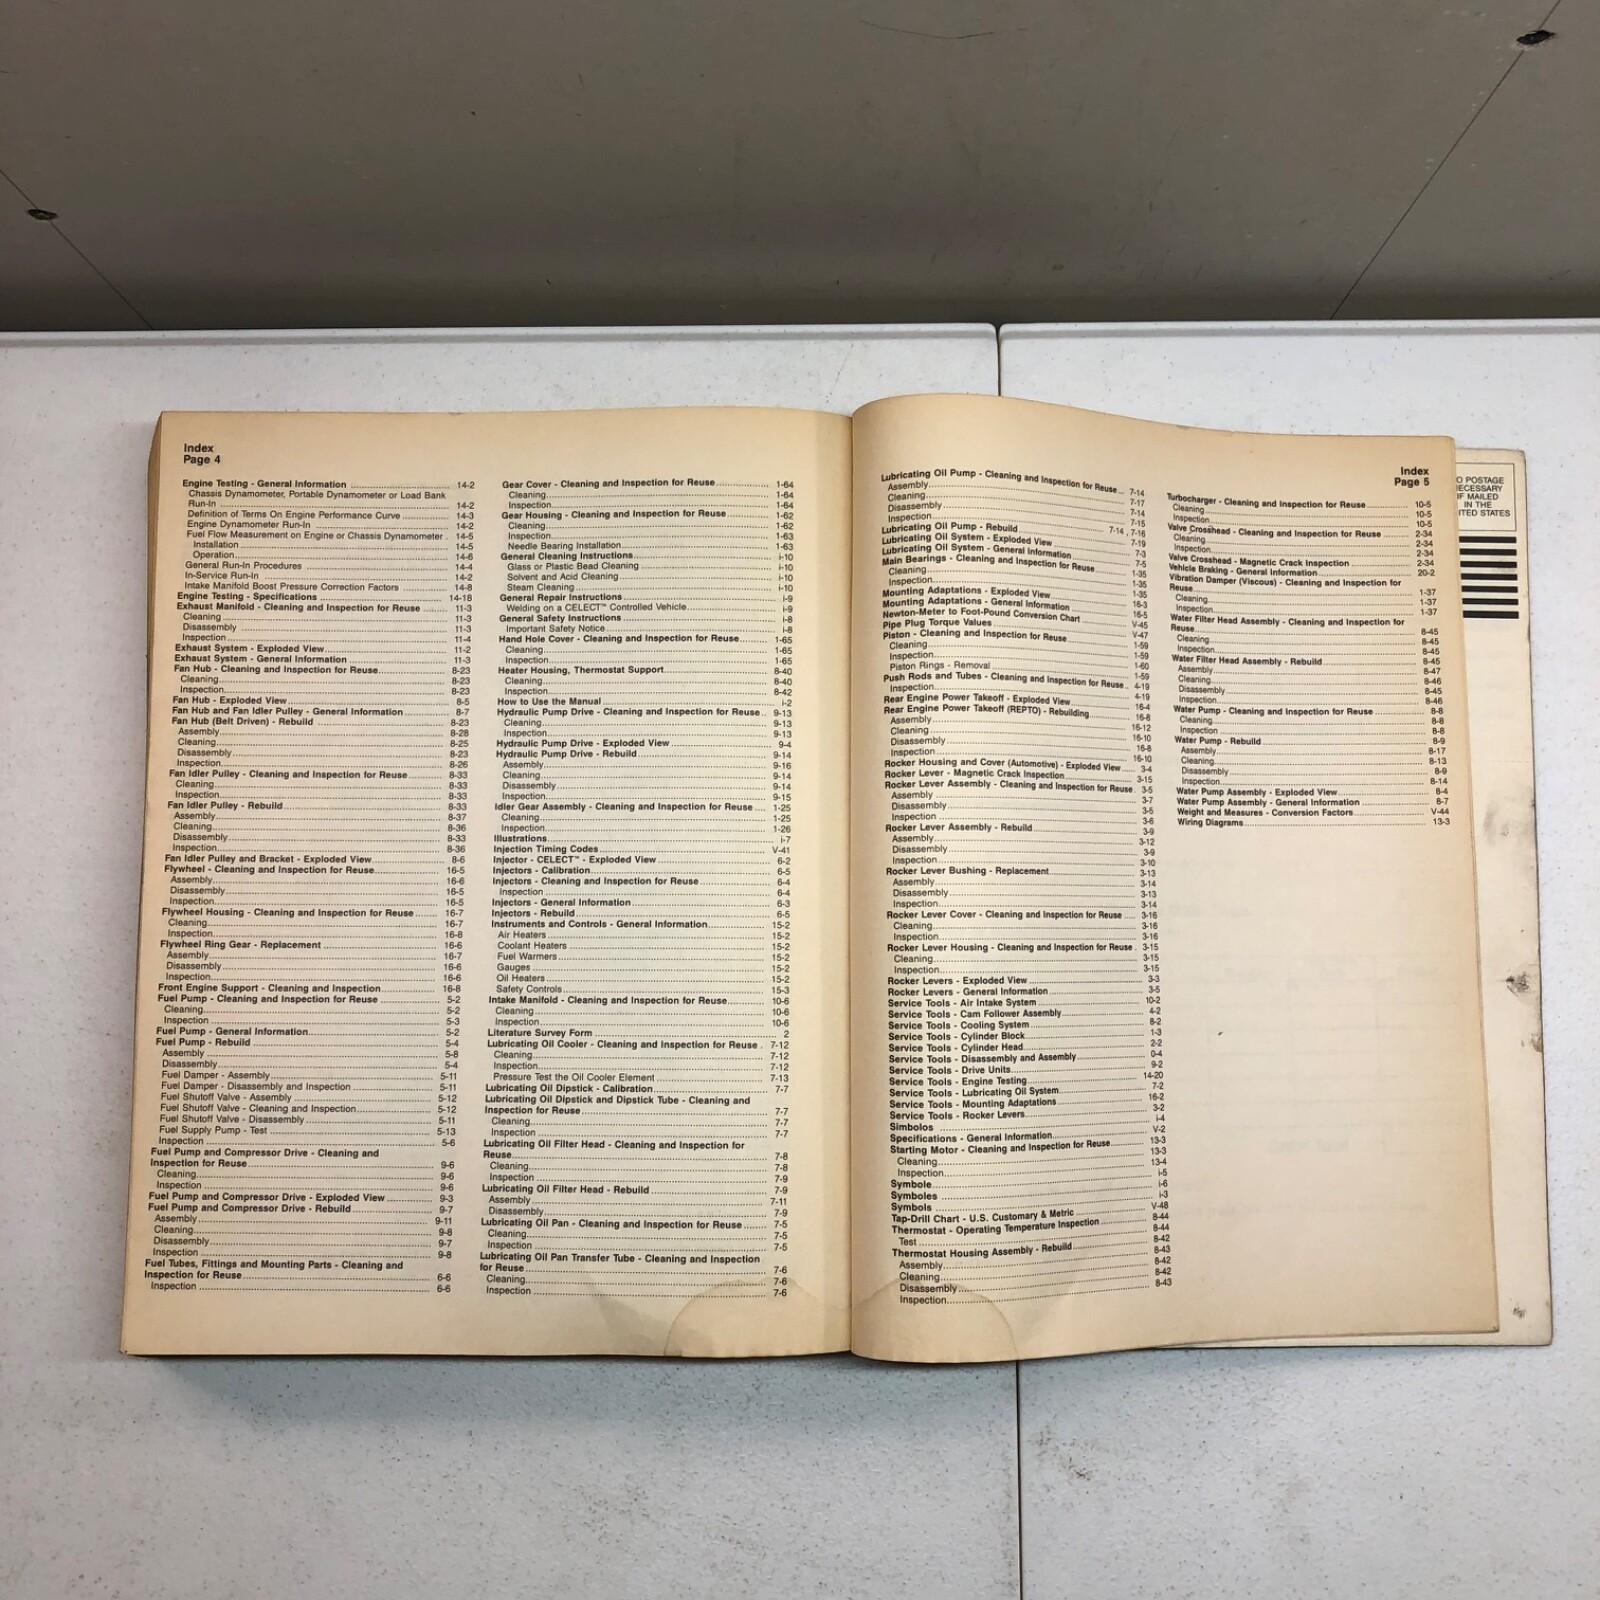 Index
Page 4
Engine Testing - General Information 14-2
Chassis Dynamometer, Portable Dynamometer or Load Bank
Run-In 14-2
Definition of Terms On Engine Performance Curve 14-3
Engine Dynamometer Run-In 14-2
Fuel Flow Measurement on Engine or Chassis Dynamometer . 14-5
Installation 14-5
Operation 14-6
General Run-In Procedures 14-4
In-Service Run-In 14-2
Intake Manifold Boost Pressure Correction Factors 14-8
Engine Testing - Specifications 14-18
Exhaust Manifold - Cleaning and Inspection for Reuse 11-3
Cleaning 11-3
Disassembly 11-3
Inspection 11-4
Exhaust System - Exploded View 11-2
Exhaust System - General Information 11-3
Fan Hub - Cleaning and Inspection for Reuse 8-23
Cleaning 8-23
Inspection 8-23
Fan Hub - Exploded View 8-5
Fan Hub and Fan Idler Pulley - General Information 8-7
Fan Hub (Belt Driven) - Rebuild 8-23
Assembly 8-28
Cleaning 8-25
Disassembly 8-23
Inspection 8-26
Fan Idler Pulley - Cleaning and Inspection for Reuse 8-33
Cleaning 8-33
Inspection 8-33
Fan Idler Pulley - Rebuild 8-33
Assembly 8-37
Cleaning 8-36
Disassembly 8-33
Inspection 8-36
Fan Idler Pulley and Bracket - Exploded View 8-6
Flywheel - Cleaning and Inspection for Reuse 16-5
Assembly 16-6
Disassembly 16-5
Inspection 16-5
Flywheel Housing - Cleaning and Inspection for Reuse 16-7
Cleaning 16-7
Inspection 16-8
Flywheel Ring Gear - Replacement 16-6
Assembly 16-7
Disassembly 16-6
Inspection 16-6
Front Engine Support - Cleaning and Inspection 16-8
Fuel Pump - Cleaning and Inspection for Reuse 5-2
Cleaning 5-2
Inspection 5-3
Fuel Pump - General Information 5-2
Fuel Pump - Rebuild 5-4
Assembly 5-8
Disassembly 5-4
Fuel Damper - Assembly 5-11
Fuel Damper - Disassembly and Inspection 5-11
Fuel Shutoff Valve - Assembly 5-12
Fuel Shutoff Valve - Cleaning and Inspection 5-12
Fuel Shutoff Valve - Disassembly 5-11
Fuel Supply Pump - Test 5-13
Inspection 5-6
Fuel Pump and Compressor Drive - Cleaning and
Inspection for Reuse 9-6
Cleaning 9-6
Inspection 9-6
Fuel Pump and Compressor Drive - Exploded View 9-3
Fuel Pump and Compressor Drive - Rebuild 9-7
Assembly 9-11
Cleaning 9-8
Disassembly 9-7
Inspection 9-8
Fuel Tubes, Fittings and Mounting Parts - Cleaning and
Inspection for Reuse 6-6
Inspection 6-6
Gear Cover - Cleaning and Inspection for Reuse 1-64
Cleaning 1-64
Inspection 1-64
Gear Housing - Cleaning and Inspection for Reuse 1-62
Cleaning 1-62
Inspection 1-63
Needle Bearing Installation 1-63
General Cleaning Instructions i-10
Glass or Plastic Bead Cleaning i-10
Solvent and Acid Cleaning i-10
Steam Cleaning i-10
General Repair Instructions i-9
Welding on a CELECT™ Controlled Vehicle i-9
General Safety Instructions i-8
Important Safety Notice i-8
Hand Hole Cover - Cleaning and Inspection for Reuse 1-65
Cleaning 1-65
Inspection 1-65
Heater Housing, Thermostat Support 8-40
Cleaning 8-40
Inspection 8-42
How to Use the Manual i-2
Hydraulic Pump Drive - Cleaning and Inspection for Reuse 9-13
Cleaning 9-13
Inspection 9-13
Hydraulic Pump Drive - Exploded View 9-4
Hydraulic Pump Drive - Rebuild 9-14
Assembly 9-16
Cleaning 9-14
Disassembly 9-14
Inspection 9-15
Idler Gear Assembly - Cleaning and Inspection for Reuse 1-25
Cleaning 1-25
Inspection 1-26
Illustrations i-7
Injection Timing Codes V-41
Injector - CELECT™ - Exploded View 6-2
Injectors - Calibration 6-5
Injectors - Cleaning and Inspection for Reuse 6-4
Inspection 6-4
Injectors - General Information 6-3
Injectors - Rebuild 6-5
Instruments and Controls - General Information 15-2
Air Heaters 15-2
Coolant Heaters 15-2
Fuel Warmers 15-2
Gauges 15-2
Oil Heaters 15-2
Safety Controls 15-3
Intake Manifold - Cleaning and Inspection for Reuse 10-6
Cleaning 10-6
Inspection 10-6
Literature Survey Form 2
Lubricating Oil Cooler - Cleaning and Inspection for Reuse . 7-12
Cleaning 7-12
Inspection 7-12
Pressure Test the Oil Cooler Element 7-13
Lubricating Oil Dipstick - Calibration 7-7
Lubricating Oil Dipstick and Dipstick Tube - Cleaning and
Inspection for Reuse 7-7
Cleaning 7-7
Inspection 7-7
Lubricating Oil Filter Head - Cleaning and Inspection for
Reuse 7-8
Cleaning 7-8
Inspection 7-9
Lubricating Oil Filter Head - Rebuild 7-9
Assembly 7-11
Disassembly 7-9
Lubricating Oil Pan - Cleaning and Inspection for Reuse 7-5
Cleaning 7-5
Inspection 7-5
Lubricating Oil Pan Transfer Tube - Cleaning and Inspection
for Reuse 7-6
Cleaning 7-6
Inspection 7-6
Index
Page 5
Lubricating Oil Pump - Cleaning and Inspection for Reuse 7-14
Assembly 7-17
Cleaning 7-14
Disassembly 7-15
Inspection 7-14 , 7-16
Lubricating Oil Pump - Rebuild 7-19
Lubricating Oil System - Exploded View 7-3
Lubricating Oil System - General Information 7-5
Main Bearings - Cleaning and Inspection for Reuse 1-35
Cleaning 1-35
Inspection 1-35
Mounting Adaptations - Exploded View 16-3
Mounting Adaptations - General Information 16-5
Newton-Meter to Foot-Pound Conversion Chart V-45
Pipe Plug Torque Values V-47
Piston - Cleaning and Inspection for Reuse 1-59
Cleaning 1-59
Inspection 1-60
Piston Rings - Removal 1-59
Push Rods and Tubes - Cleaning and Inspection for Reuse 4-19
Inspection 4-19
Rear Engine Power Takeoff - Exploded View 16-4
Rear Engine Power Takeoff (REPTO) - Rebuilding 16-8
Assembly 16-12
Cleaning 16-10
Disassembly 16-8
Inspection 16-10
Rocker Housing and Cover (Automotive) - Exploded View 3-4
Rocker Lever - Magnetic Crack Inspection 3-15
Rocker Lever Assembly - Cleaning and Inspection for Reuse 3-5
Assembly 3-7
Disassembly 3-5
Inspection 3-6
Rocker Lever Assembly - Rebuild 3-9
Assembly 3-12
Disassembly 3-9
Inspection 3-10
Rocker Lever Bushing - Replacement 3-13
Assembly 3-14
Disassembly 3-13
Inspection 3-14
Rocker Lever Cover - Cleaning and Inspection for Reuse 3-16
Cleaning 3-16
Inspection 3-16
Rocker Lever Housing - Cleaning and Inspection for Reuse . 3-15
Cleaning 3-15
Inspection 3-15
Rocker Levers - Exploded View 3-3
Rocker Levers - General Information 3-5
Service Tools - Air Intake System 10-2
Service Tools - Cam Follower Assembly 4-2
Service Tools - Cooling System 8-2
Service Tools - Cylinder Block 1-3
Service Tools - Cylinder Head 2-2
Service Tools - Disassembly and Assembly 0-4
Service Tools - Drive Units 9-2
Service Tools - Engine Testing 14-20
Service Tools - Lubricating Oil System 7-2
Service Tools - Mounting Adaptations 16-2
Service Tools - Rocker Levers 3-2
Simbolos i-4
Specifications - General Information V-2
Starting Motor - Cleaning and Inspection for Reuse 13-3
Cleaning 13-3
Inspection 13-4
Symbole i-5
Symboles i-6
Symbols i-3
Tap-Drill Chart - U.S. Customary & Metric V-48
Thermostat - Operating Temperature Inspection 8-44
Test 8-44
Thermostat Housing Assembly - Rebuild 8-42
Assembly 8-43
Cleaning 8-42
Disassembly 8-42
Inspection 8-43
Turbocharger - Cleaning and Inspection for Reuse 10-5
Cleaning 10-5
Inspection 10-5
Valve Crosshead - Cleaning and Inspection for Reuse 2-34
Cleaning 2-34
Inspection 2-34
Valve Crosshead - Magnetic Crack Inspection 2-34
Vehicle Braking - General Information 20-2
Vibration Damper (Viscous) - Cleaning and Inspection for
Reuse 1-37
Cleaning 1-37
Inspection 1-37
Water Filter Head Assembly - Cleaning and Inspection for
Reuse 8-45
Cleaning 8-45
Inspection 8-45
Water Filter Head Assembly - Rebuild 8-45
Assembly 8-47
Cleaning 8-46
Disassembly 8-45
Inspection 8-46
Water Pump - Cleaning and Inspection for Reuse 8-8
Cleaning 8-8
Inspection 8-8
Water Pump - Rebuild 8-9
Assembly 8-17
Cleaning 8-13
Disassembly 8-9
Inspection 8-14
Water Pump Assembly - Exploded View 8-4
Water Pump Assembly - General Information 8-7
Weight and Measures - Conversion Factors V-44
Wiring Diagrams 13-3
O POSTAGE
ECESSARY
IF MAILED
IN THE
ITED STATES